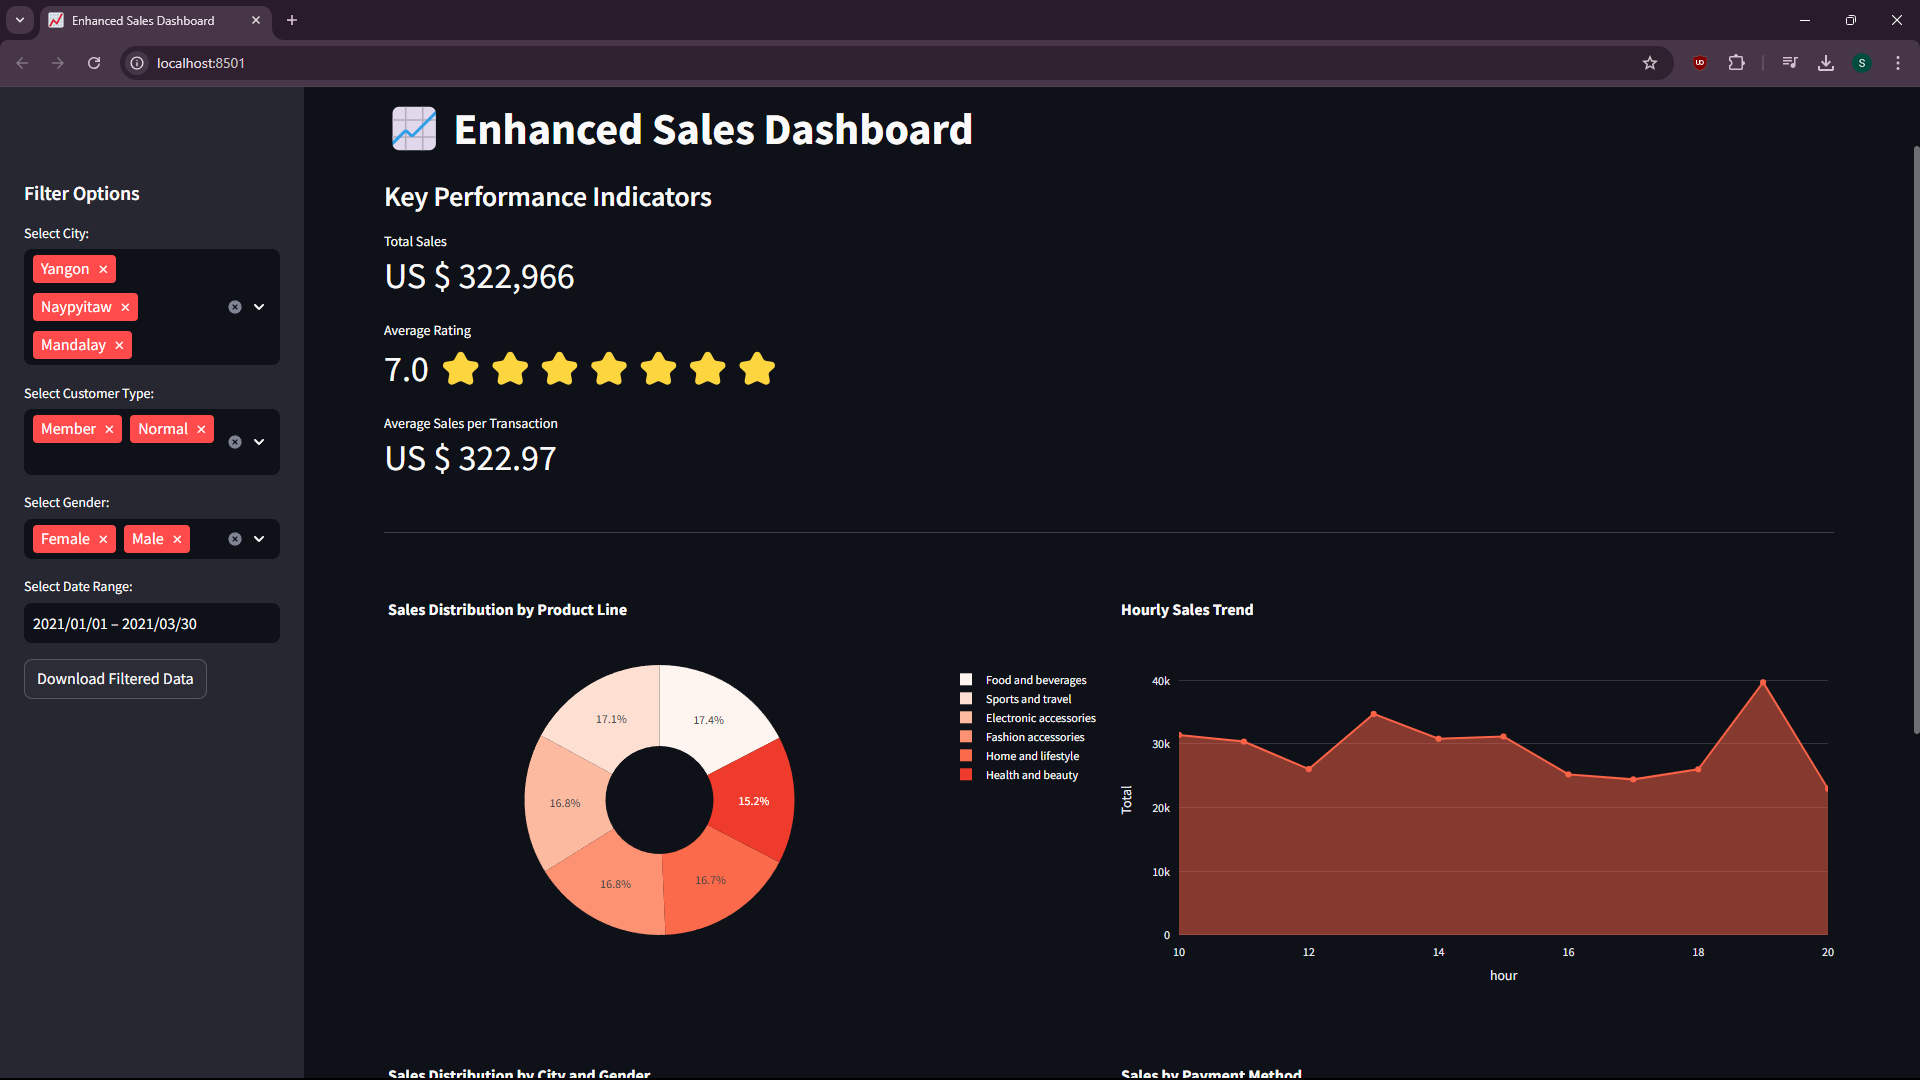 Enhanced Sales Dashboard
localhost:8501
Filter Options
Select City:
Yangon
Naypyitaw
Mandalay
Select Customer Type:
Member Normal
Select Gender:
Female Male
Select Date Range:
2021/01/01 – 2021/03/30
Download Filtered Data
Enhanced Sales Dashboard
Key Performance Indicators
Total Sales
US $ 322,966
Average Rating
7.0
Average Sales per Transaction
US $ 322.97
Sales Distribution by Product Line
17.1%
17.4%
16.8%
15.2%
16.8%
16.7%
Food and beverages
Sports and travel
Electronic accessories
Fashion accessories
Home and lifestyle
Health and beauty
Hourly Sales Trend
Total
40k
30k
20k
10k
0
10 12 14 16 18 20
hour
Sales Distribution by City and Gender
Sales by Payment Method
S
UD